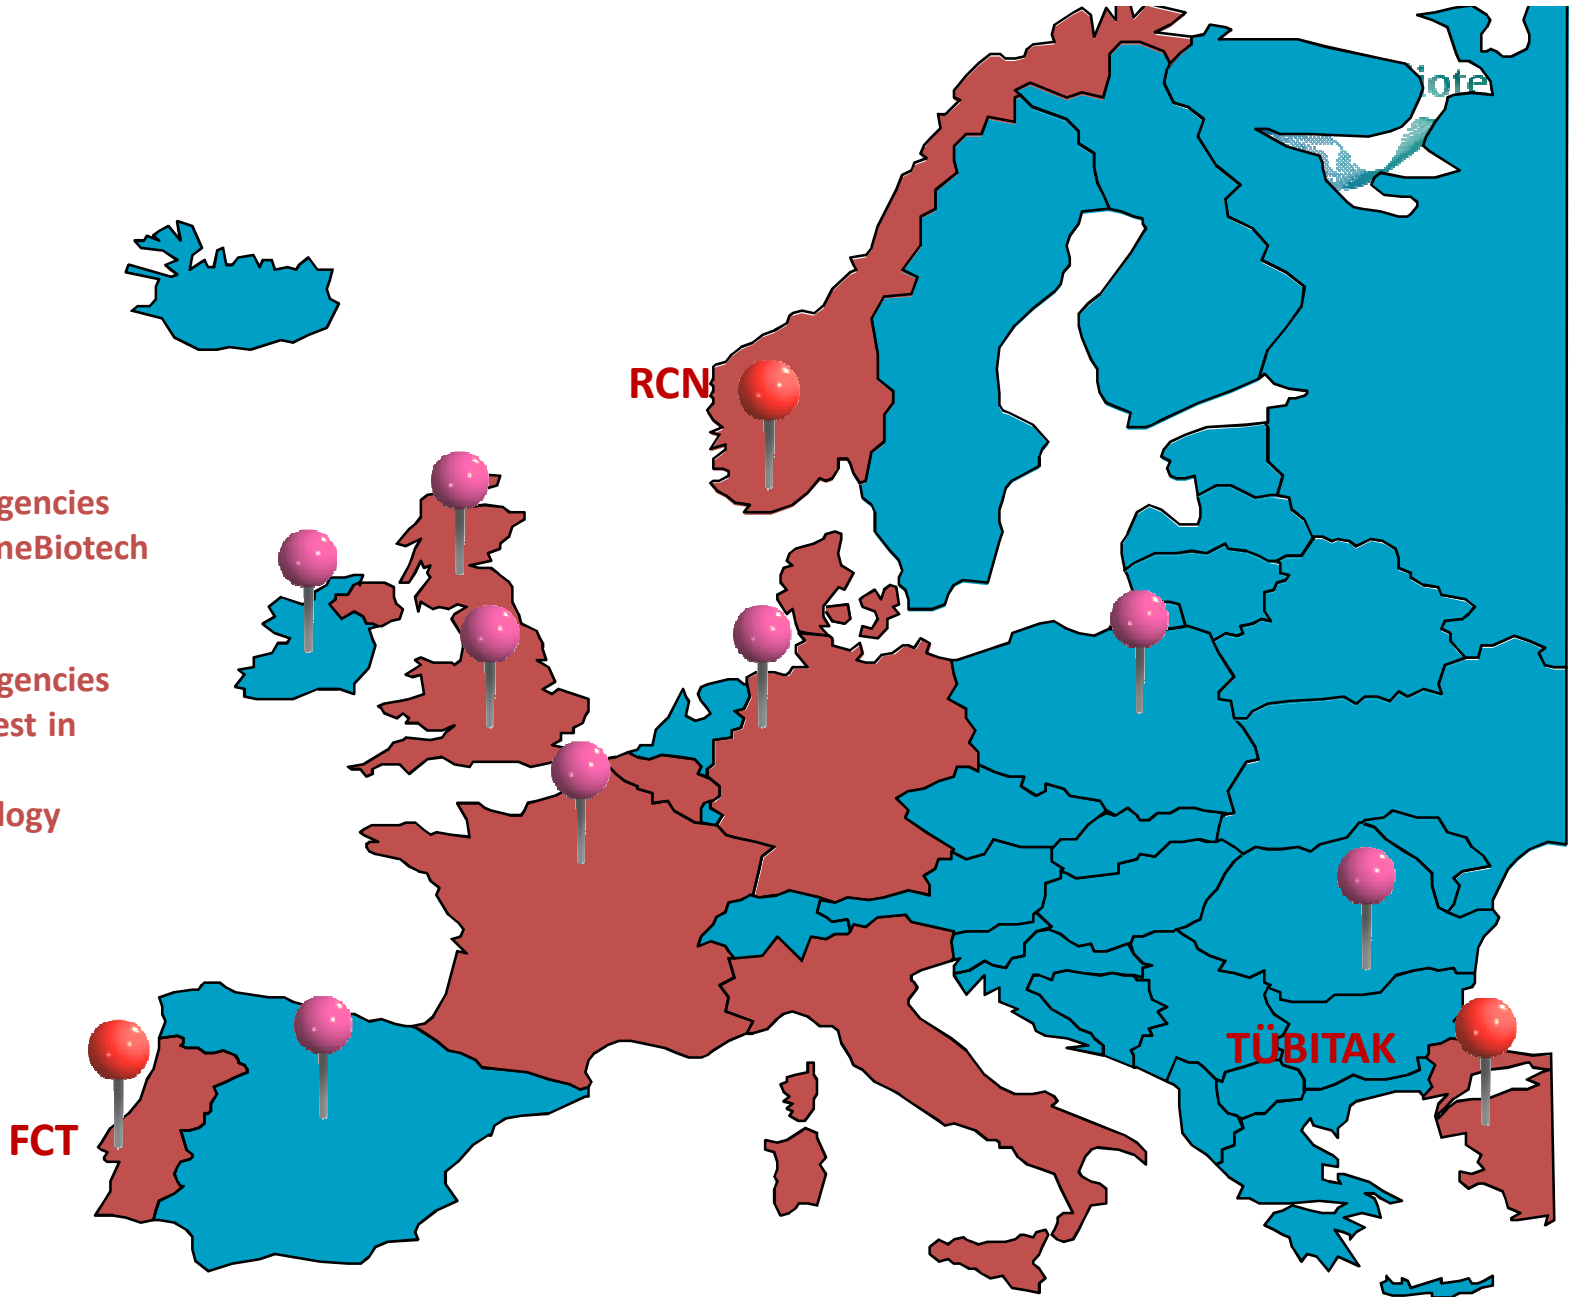 iote
RCN
gencies
neBiotech
gencies
est in
logy
TÜBITAK
FCT